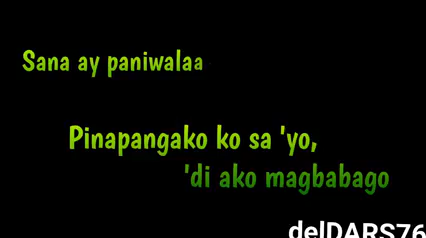 Sana ay paniwalaa
Pinapangako ko sa 'yo,
'di ako magbabago
delDARS76